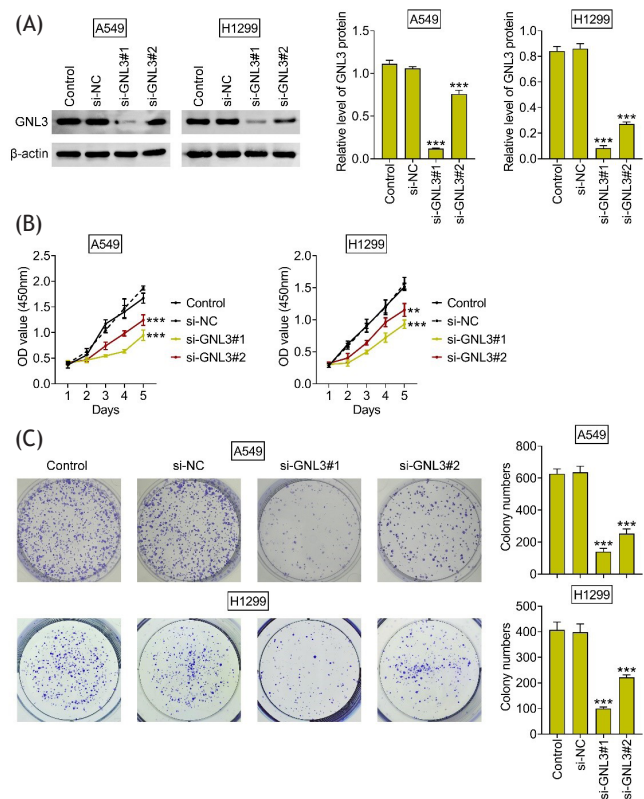 (A)
A549
H1299
Control
si-NC
si-GNL3#1
si-GNL3#2
Control
si-NC
si-GNL3#1
si-GNL3#2
GNL3
β-actin
A549
Relative level of GNL3 protein
1.5
1.0
0.5
0.0
***
***
Control
si-NC
si-GNL3#1
si-GNL3#2
H1299
Relative level of GNL3 protein
1.0
0.8
0.6
0.4
0.2
0.0
***
***
Control
si-NC
si-GNL3#1
si-GNL3#2
(B)
A549
OD value (450nm)
2.5
2.0
1.5
1.0
0.5
0.0
1 2 3 4 5
Days
***
***
Control
si-NC
si-GNL3#1
si-GNL3#2
H1299
OD value (450nm)
2.0
1.5
1.0
0.5
0.0
1 2 3 4 5
Days
**
***
Control
si-NC
si-GNL3#1
si-GNL3#2
(C)
A549
Control
si-NC
si-GNL3#1
si-GNL3#2
H1299
A549
Colony numbers
800
600
400
200
0
***
***
H1299
Colony numbers
500
400
300
200
100
0
***
***
Control
si-NC
si-GNL3#1
si-GNL3#2